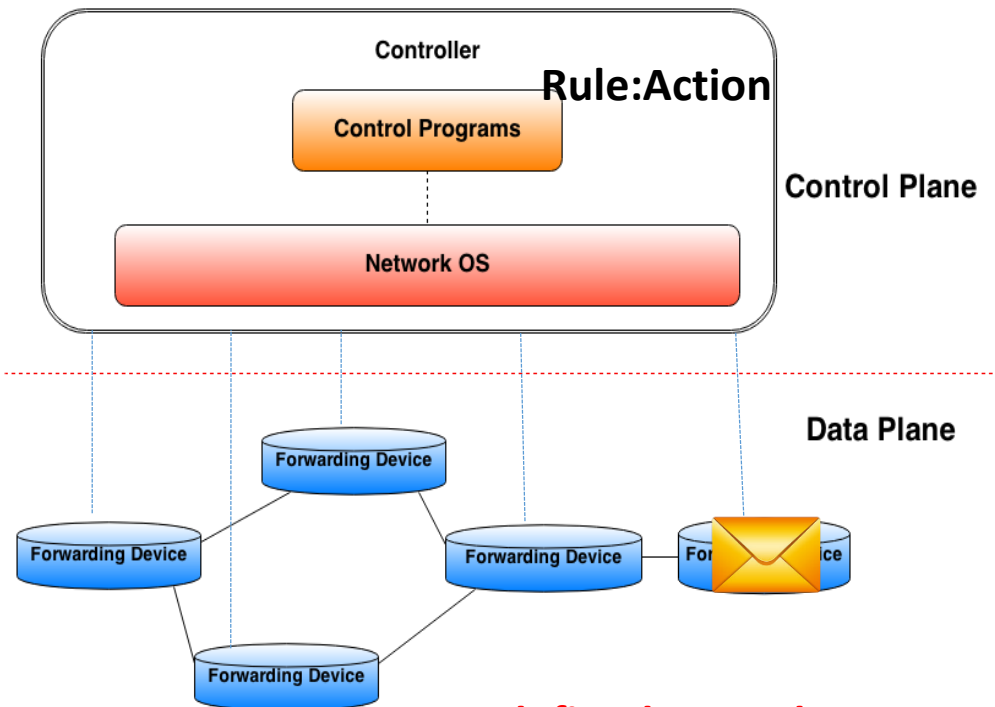 Controller
Rule:Action
Control Programs
Control Plane
Network OS
Data Plane
Forwarding Device
Forwarding Device
Forwarding Device
Forwarding Device